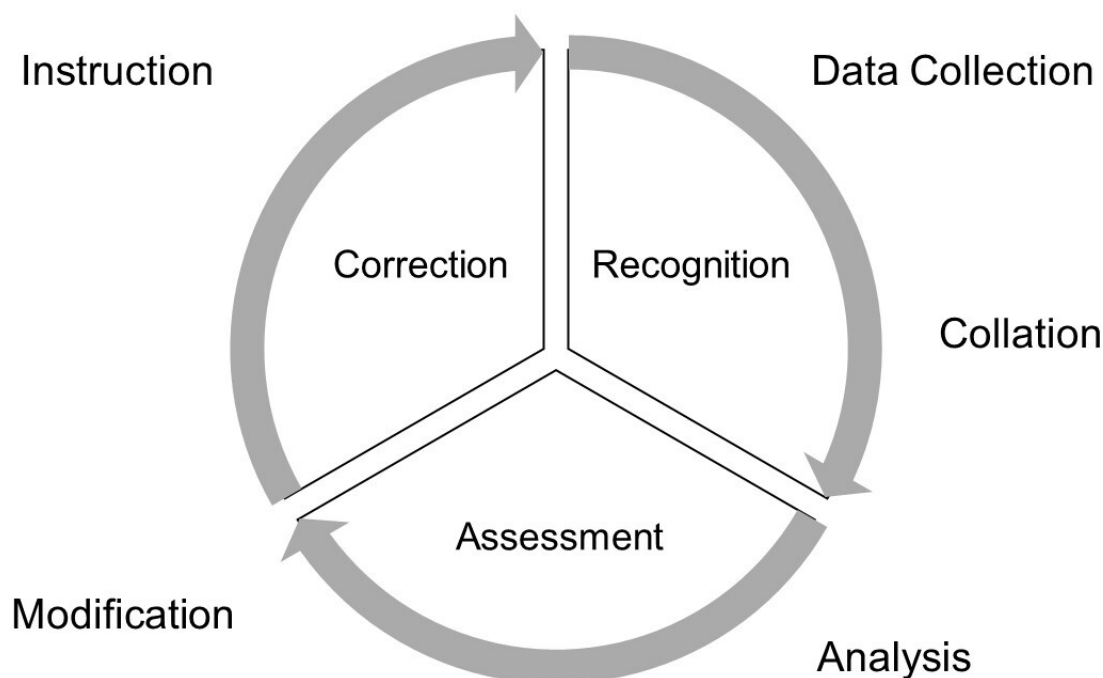 Instruction
Data Collection
Correction
Recognition
Collation
Assessment
Modification
Analysis